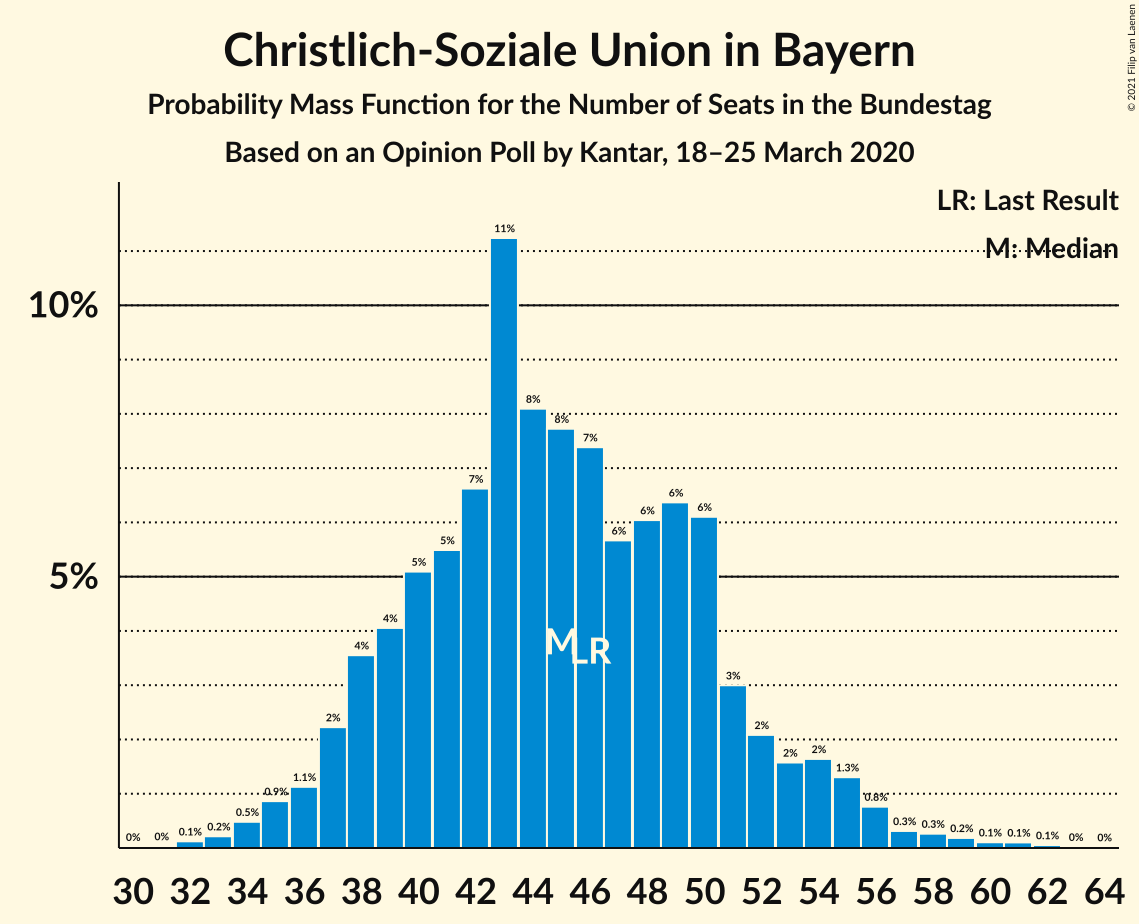 Christlich-Soziale Union in Bayern
Probability Mass Function for the Number of Seats in the Bundestag
Based on an Opinion Poll by Kantar, 18–25 March 2020
© 2021 Filip van Laenen
LR: Last Result
M: Median
10%
5%
0% 0% 0.1% 0.2% 0.5% 0.9% 1.1% 2% 4% 4% 5% 5% 7% 11% 8% 8% 7% 6% 6% 6% 6% 3% 2% 2% 2% 1.3% 0.8% 0.3% 0.3% 0.2% 0.1% 0.1% 0.1% 0% 0%
M LR
30 32 34 36 38 40 42 44 46 48 50 52 54 56 58 60 62 64